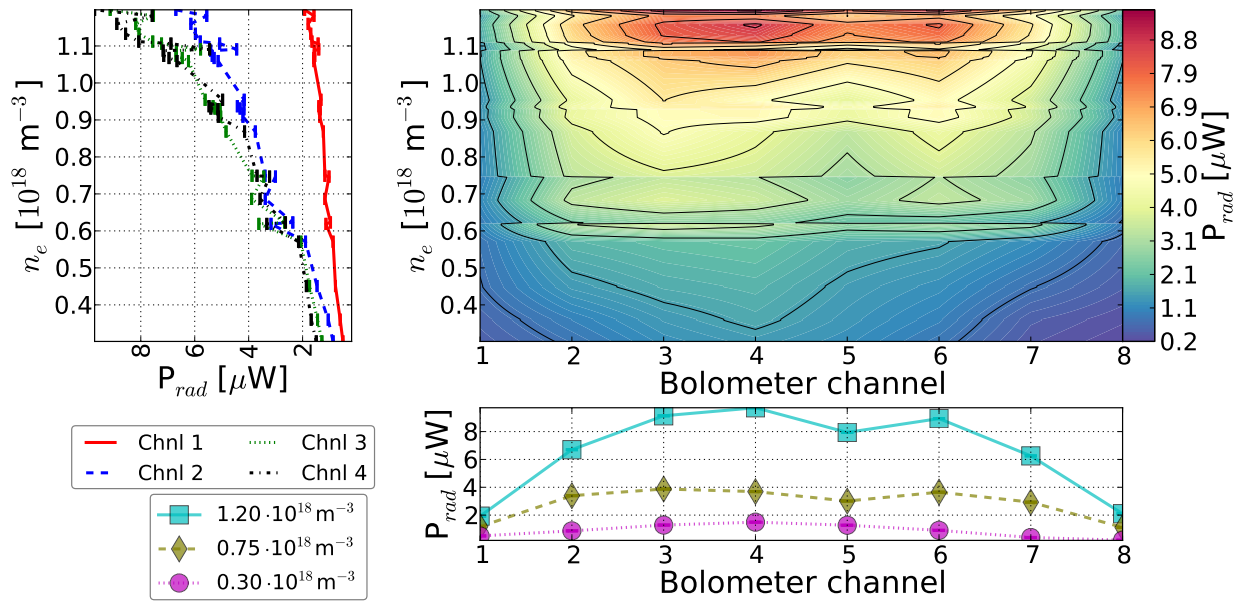 1.1
1.0
0.9
0.8
0.7
0.6
0.5
0.4
n_e [10^18 m^−3]
8 6 4 2
P_rad [μW]
1.1
1.0
0.9
0.8
0.7
0.6
0.5
0.4
n_e [10^18 m^−3]
1 2 3 4 5 6 7 8
Bolometer channel
8.8
7.9
6.9
5.9
5.0
4.0
3.1
2.1
1.1
0.2
P_rad [μW]
Chnl 1 Chnl 3
Chnl 2 Chnl 4
1.20 ·10^18 m^−3
0.75 ·10^18 m^−3
0.30 ·10^18 m^−3
8
6
4
2
P_rad [μW]
1 2 3 4 5 6 7 8
Bolometer channel